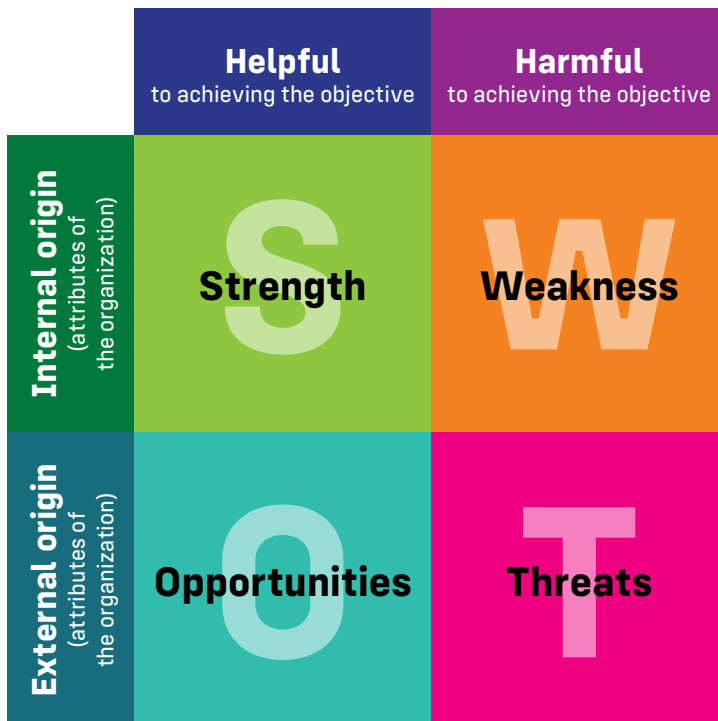 Helpful
to achieving the objective
Harmful
to achieving the objective
Internal origin
(attributes of
the organization)
S
Strength
W
Weakness
External origin
(attributes of
the organization)
O
Opportunities
T
Threats